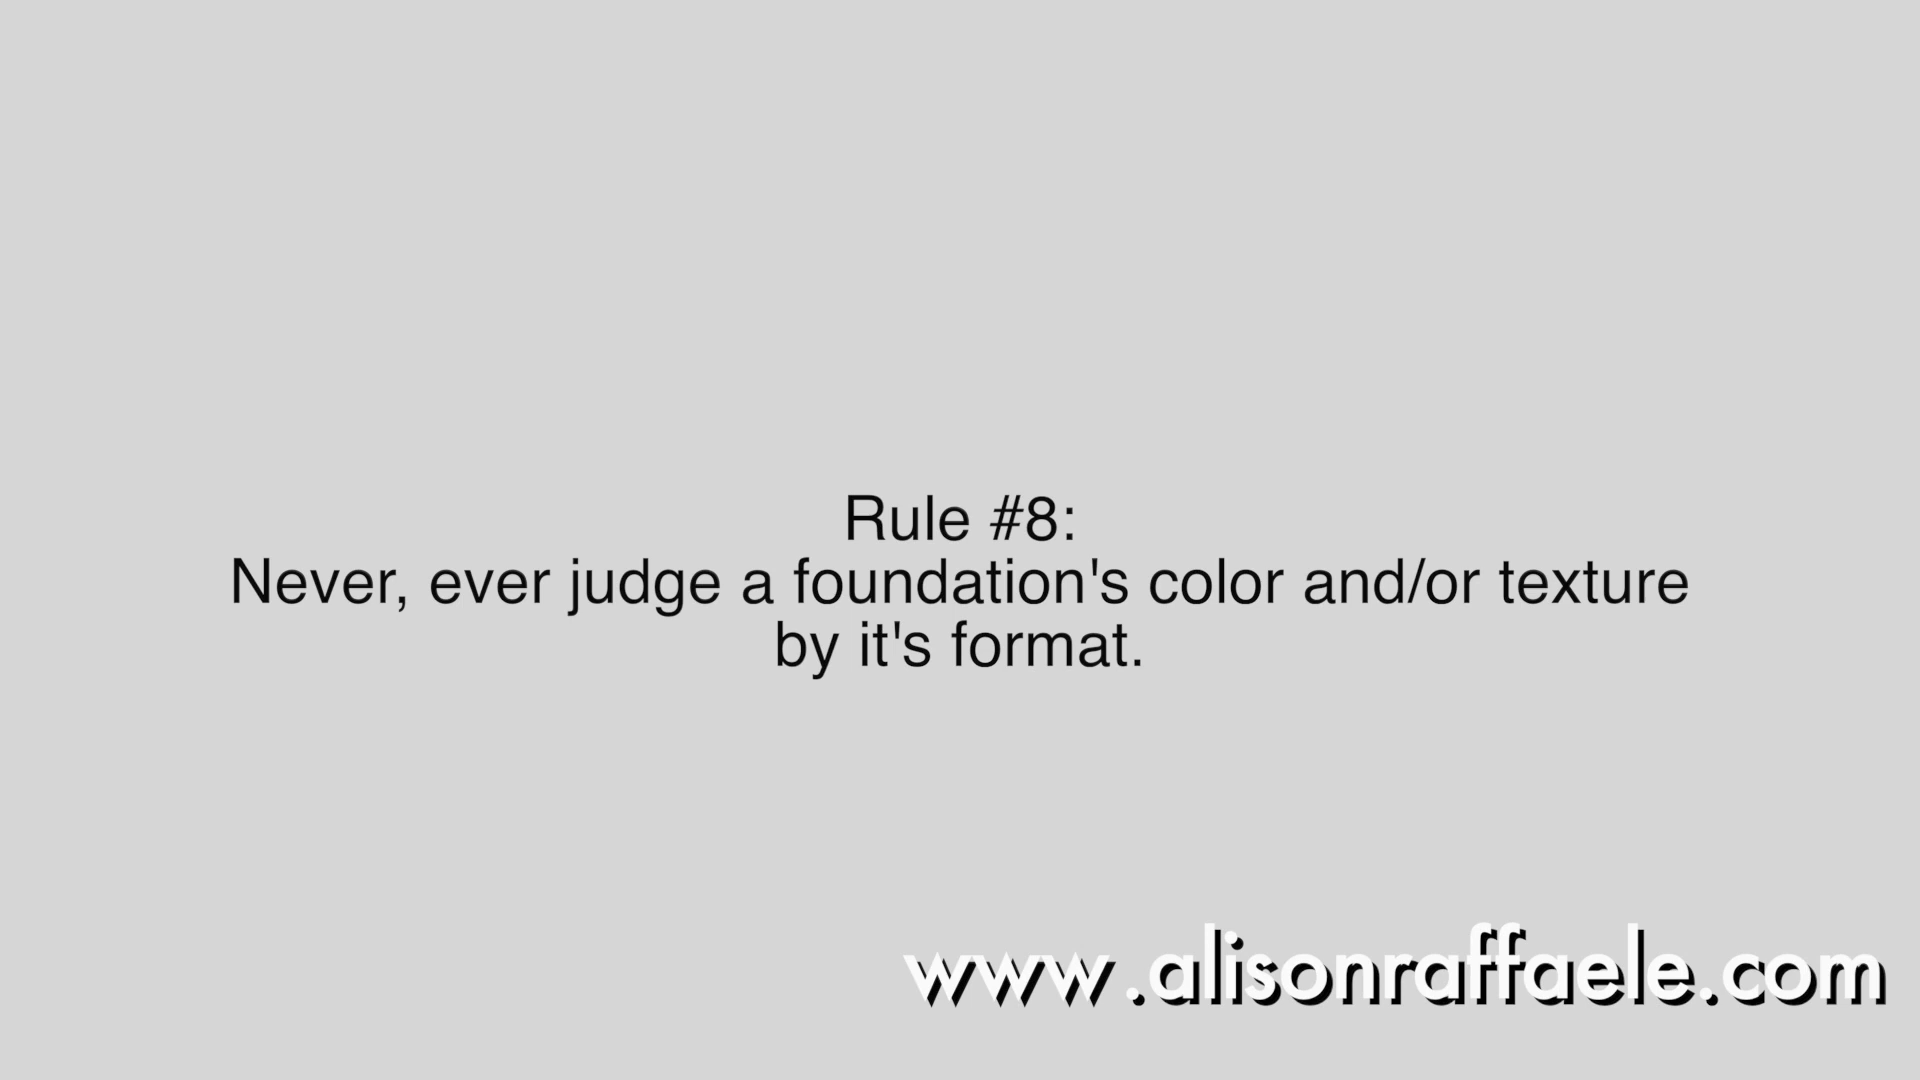 Rule #8:
Never, ever judge a foundation's color and/or texture
by it's format.
www.alisonraffaele.com